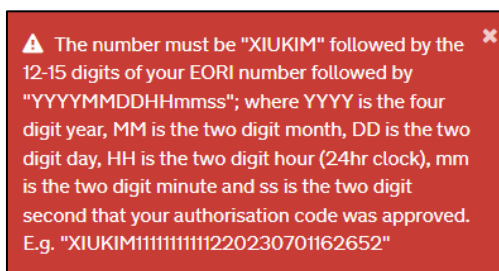 ⚠ The number must be "XIUKIM" followed by the
12-15 digits of your EORI number followed by
"YYYYMMDDHHmmss"; where YYYY is the four
digit year, MM is the two digit month, DD is the two
digit day, HH is the two digit hour (24hr clock), mm
is the two digit minute and ss is the two digit
second that your authorisation code was approved.
E.g. "XIUKIM11111111111220230701162652"